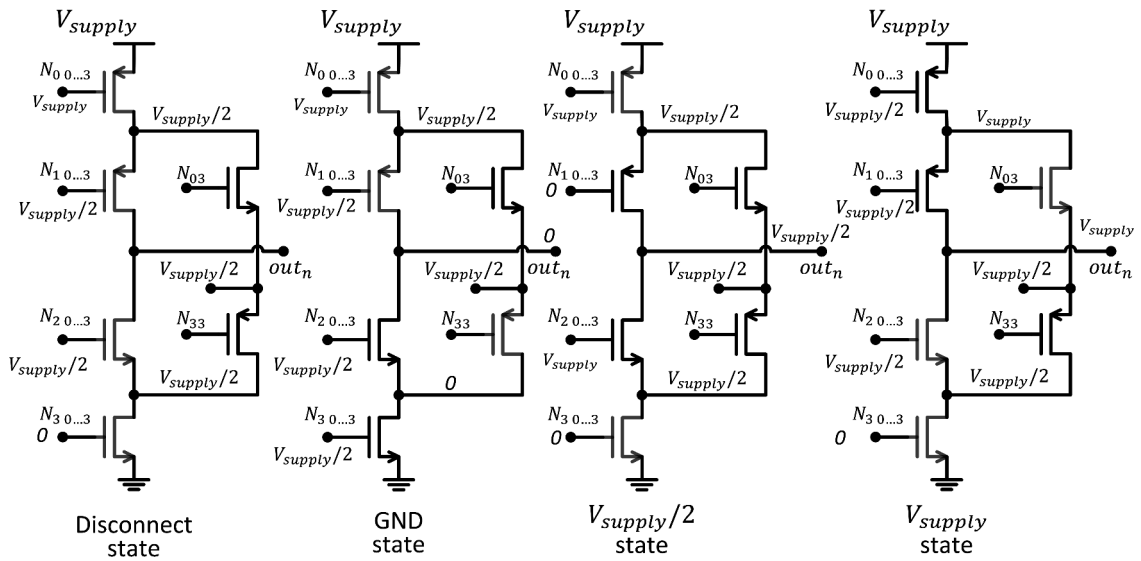 V_supply
N_0 0...3
V_supply
V_supply/2
N_1 0...3
V_supply/2
N_03
out_n
V_supply/2
N_2 0...3
V_supply/2
N_33
V_supply/2
N_3 0...3
0
Disconnect
state
V_supply
N_0 0...3
V_supply
V_supply/2
N_1 0...3
V_supply/2
N_03
0
out_n
V_supply/2
N_2 0...3
V_supply/2
N_33
0
N_3 0...3
V_supply/2
GND
state
V_supply
N_0 0...3
V_supply
V_supply/2
N_1 0...3
0
N_03
V_supply/2
out_n
V_supply/2
N_2 0...3
V_supply
N_33
V_supply/2
N_3 0...3
0
V_supply/2
state
V_supply
N_0 0...3
V_supply/2
V_supply
N_1 0...3
V_supply/2
N_03
V_supply
out_n
V_supply/2
N_2 0...3
V_supply/2
N_33
V_supply/2
N_3 0...3
0
V_supply
state